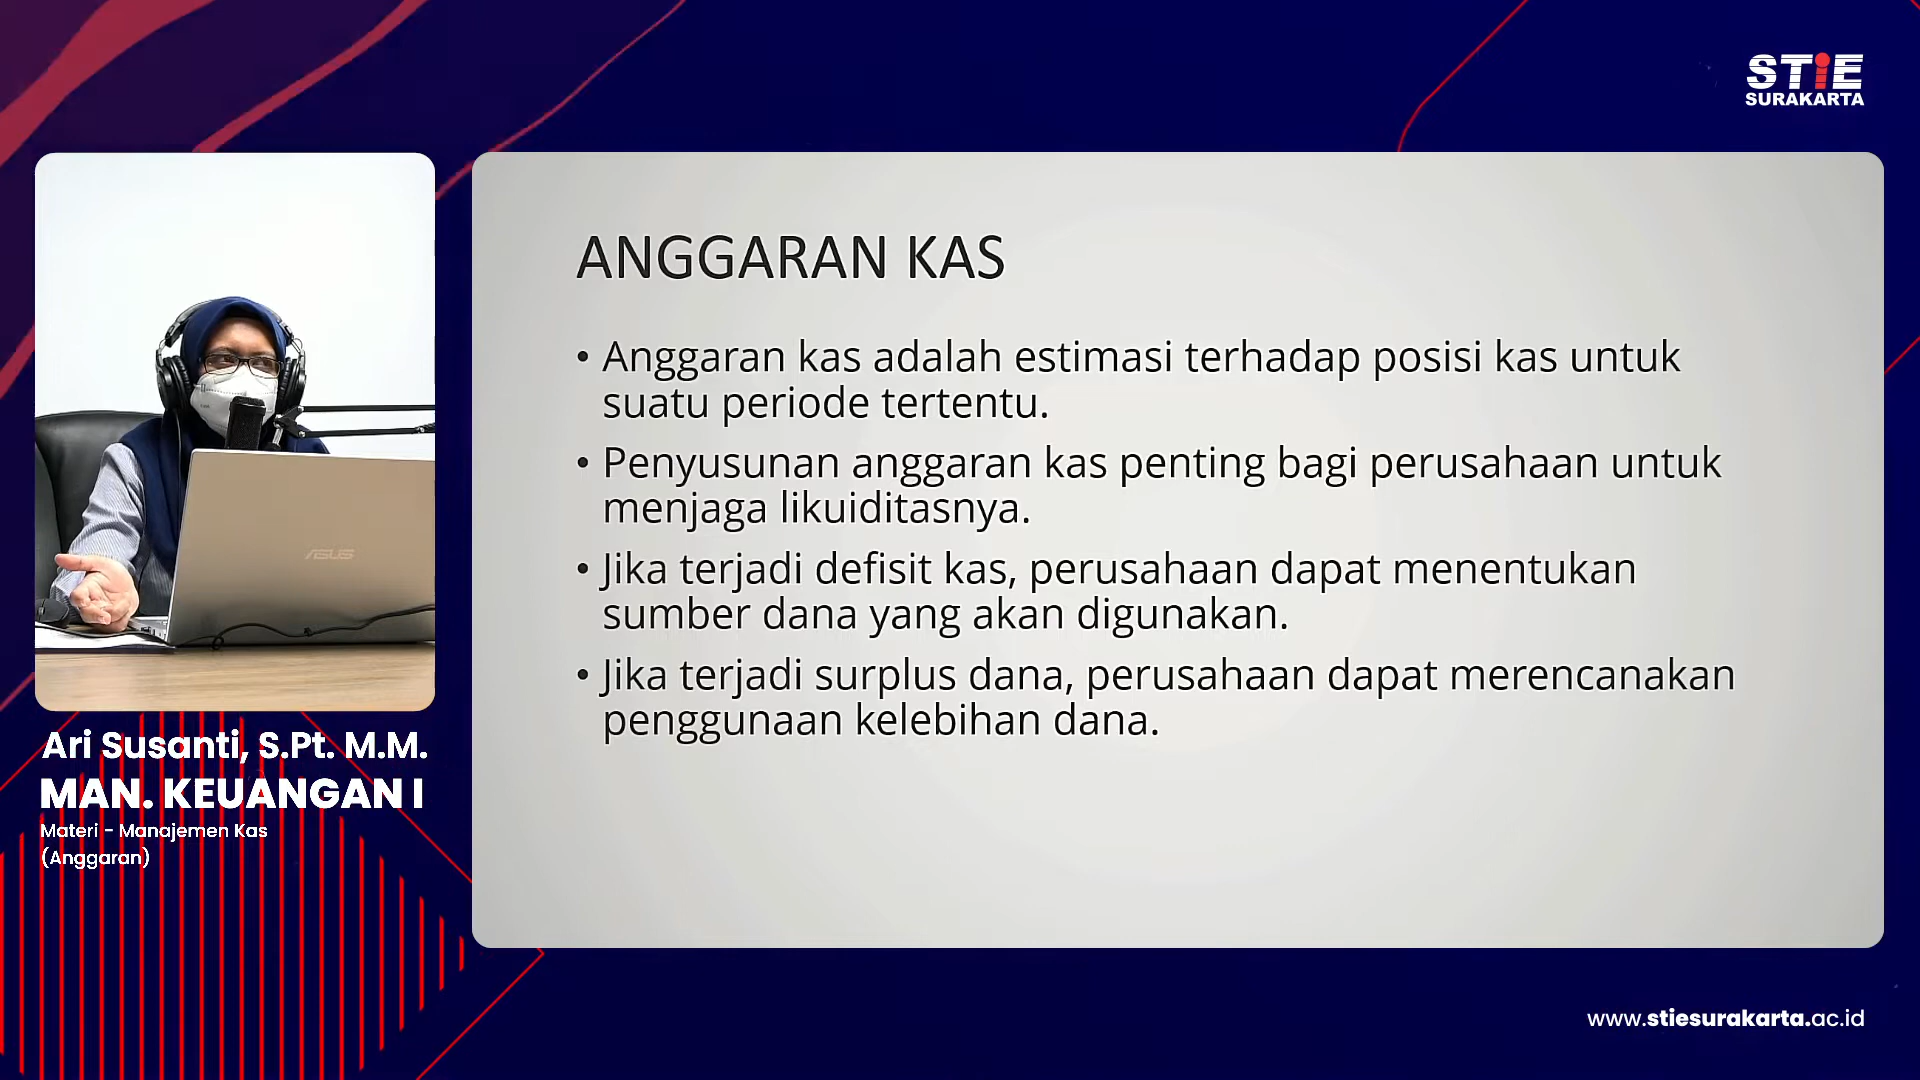 STiE
SURAKARTA
ANGGARAN KAS
• Anggaran kas adalah estimasi terhadap posisi kas untuk
suatu periode tertentu.
• Penyusunan anggaran kas penting bagi perusahaan untuk
menjaga likuiditasnya.
• Jika terjadi defisit kas, perusahaan dapat menentukan
sumber dana yang akan digunakan.
• Jika terjadi surplus dana, perusahaan dapat merencanakan
penggunaan kelebihan dana.
ASUS
Ari Susanti, S.Pt. M.M.
MAN. KEUANGAN I
Materi - Manajemen Kas
(Anggaran)
www.stiesurakarta.ac.id